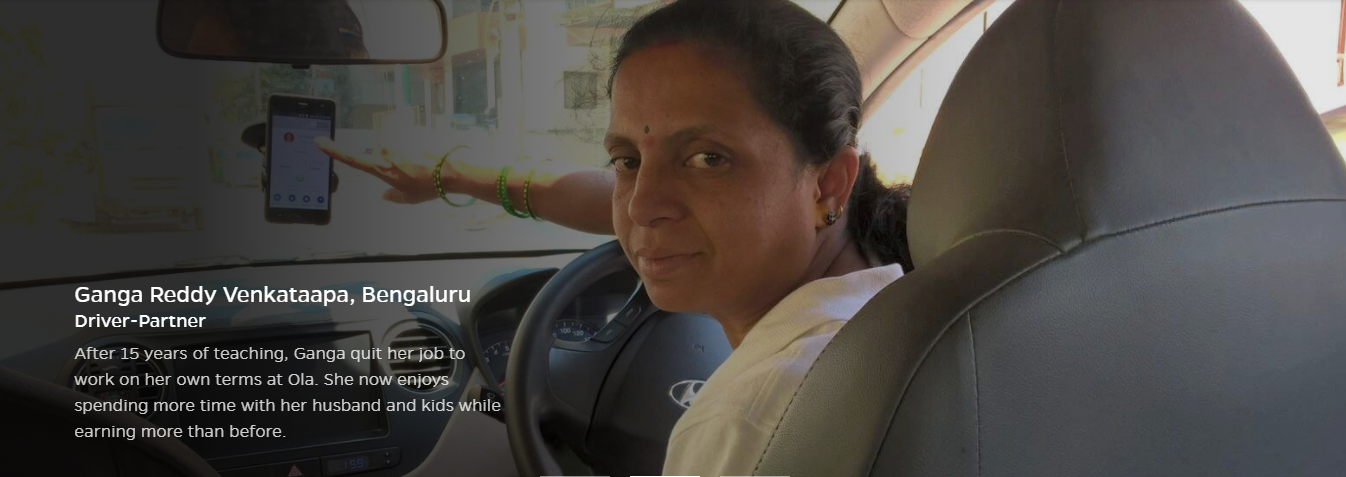 Ganga Reddy Venkataapa, Bengaluru
Driver-Partner
After 15 years of teaching, Ganga quit her job to
work on her own terms at Ola. She now enjoys
spending more time with her husband and kids while
earning more than before.